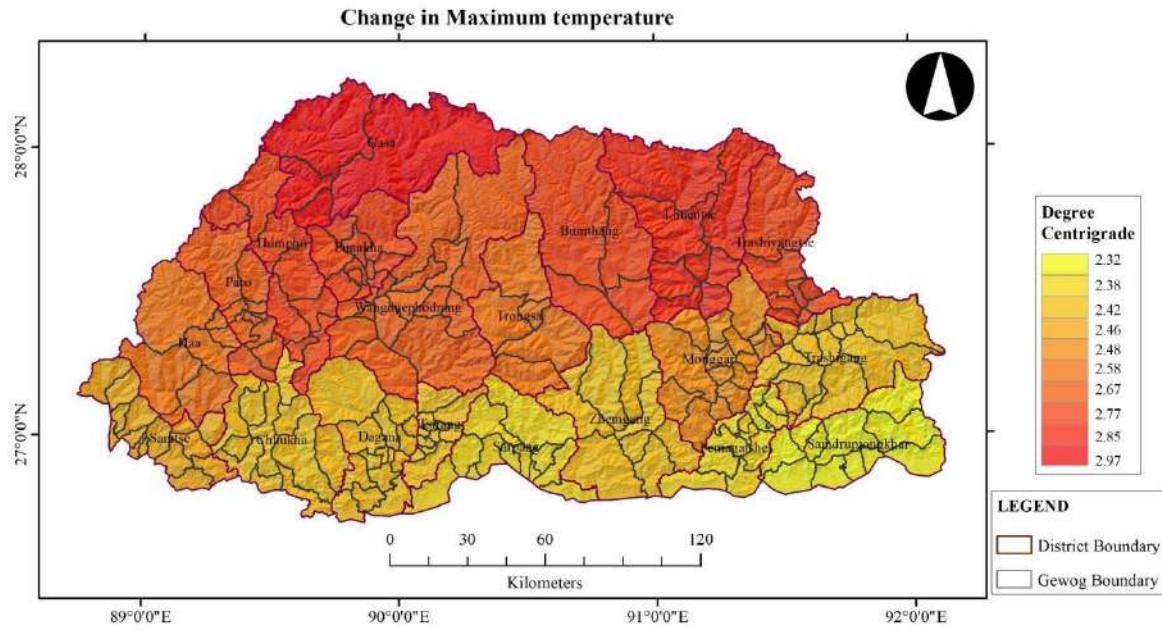 Change in Maximum temperature
28°0'0"N
27°0'0"N
Gasa
Thimphu
Punakha
Bumthang
Lhuentse
Trashiyangtse
Paro
Wangduephodning
Trongsa
Haa
Monggar
Trashigang
Samtse
Chhukha
Dagana
Tsirang
Sarpang
Zhemgang
Pemagatshel
Samdrupjongkhar
0 30 60 120
Kilometers
89°0'0"E 90°0'0"E 91°0'0"E 92°0'0"E
Degree
Centrigrade
2.32
2.38
2.42
2.46
2.48
2.58
2.67
2.77
2.85
2.97
LEGEND
District Boundary
Gewog Boundary